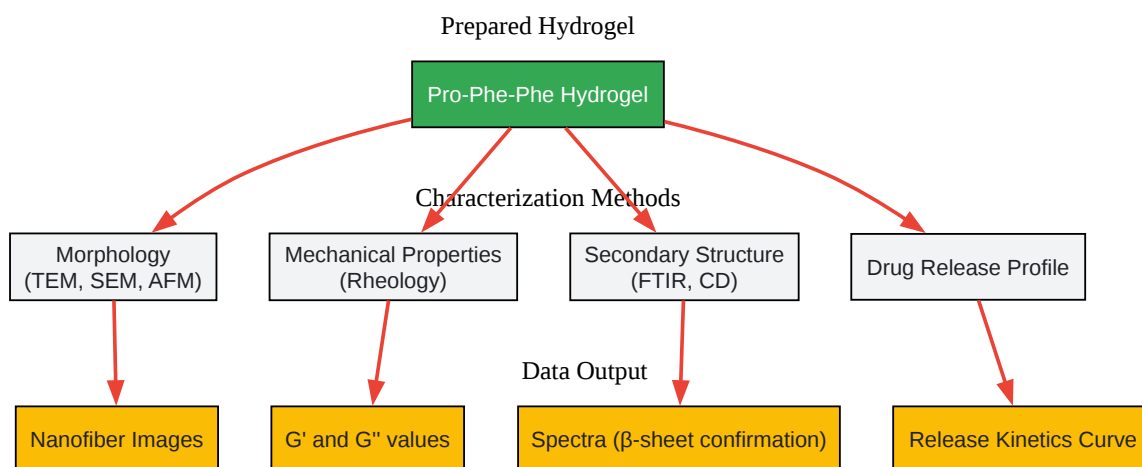 Prepared Hydrogel
Pro-Phe-Phe Hydrogel
Characterization Methods
Morphology
(TEM, SEM, AFM)
Mechanical Properties
(Rheology)
Secondary Structure
(FTIR, CD)
Drug Release Profile
Data Output
Nanofiber Images
G' and G'' values
Spectra (β-sheet confirmation)
Release Kinetics Curve